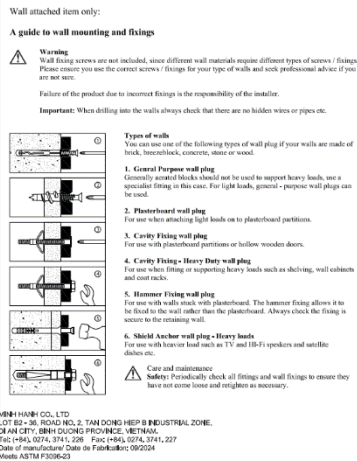 Wall attached item only:
A guide to wall mounting and fixings
Warning
Wall fixing screws are not included, since different wall materials require different types of screws / fixings
Please ensure you use the correct screws / fixings for your type of walls and seek professional advice if you
are not sure.
Failure of the product due to incorrect fixings is the responsibility of the installer.
Important: When drilling into the walls always check that there are no hidden wires or pipes etc.
Types of walls
You can use one of the following types of wall plug if your walls are made of
brick, breezeblock, concrete, stone or wood.
1. Genral Purpose wall plug
Generally aerated blocks should not be used to support heavy loads, use a
specialist fitting in this case. For light loads, general - purpose wall plugs can
be used.
2. Plasterboard wall plug
For use when attaching light loads on to plasterboard partitions.
3. Cavity Fixing wall plug
For use with plasterboard partitions or hollow wooden doors.
4. Cavity Fixing - Heavy Duty wall plug
For use when fitting or supporting heavy loads such as shelving, wall cabinets
and coat racks.
5. Hammer Fixing wall plug
For use with walls stuck with plasterboard. The hammer fixing allows it to
be fixed to the wall rather than the plasterboard. Always check the fixing is
secure to the retaining wall.
6. Shield Anchor wall plug - Heavy loads
For use with heavier load such as TV and HI-Fi speskers and satellite
dishes etc.
Care and maintenance
Safety: Periodically check all fittings and wall fixings to ensure they
have not come loose and retighten as necessary.
1
2
3
4
5
6
VINH HANH CO., LTD
LOT B2 - 36, ROAD NO, 2, TAN DONG HIEP B INDUSTRIAL ZONE,
DI AN CITY, BINH DUONG PROVINCE, VIETNAM.
Tel: (+84), 0274, 3741, 226 Fax: (+84), 0274, 3741, 227
Date of manufacture/ Date de Fabrication: 09/2024
Meets ASTM F3096-23